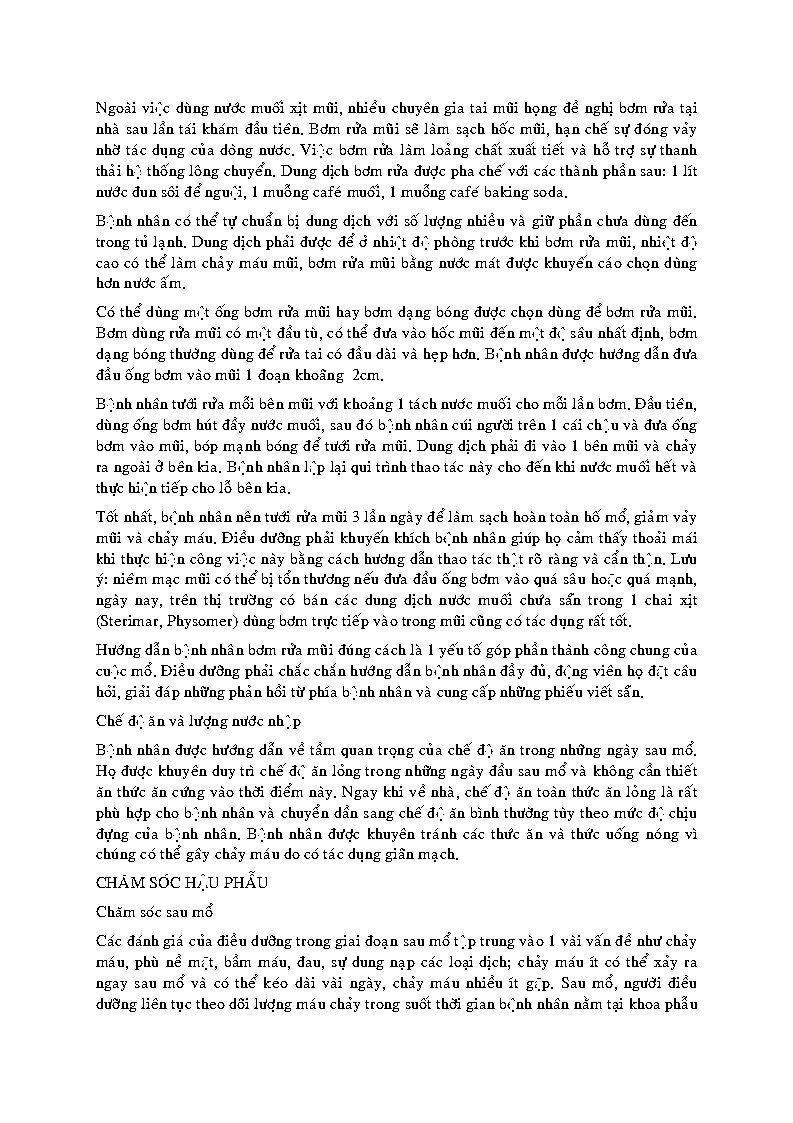 Ngoài việc dùng nước muối xịt mũi, nhiều chuyên gia tai mũi họng đề nghị bơm rửa tại
nhà sau lần tái khám đầu tiên. Bơm rửa mũi sẽ làm sạch hốc mũi, hạn chế sự đóng vảy
nhờ tác dụng của dòng nước. Việc bơm rửa làm loảng chất xuất tiết và hỗ trợ sự thanh
thải hệ thống lông chuyển. Dung dịch bơm rửa được pha chế với các thành phần sau: 1 lít
nước đun sôi để nguội, 1 muỗng café muối, 1 muỗng café baking soda.
Bệnh nhân có thể tự chuẩn bị dung dịch với số lượng nhiều và giữ phần chưa dùng đến
trong tủ lạnh. Dung dịch phải được để ở nhiệt độ phòng trước khi bơm rửa mũi, nhiệt độ
cao có thể làm chảy máu mũi, bơm rửa mũi bằng nước mát được khuyến cáo chọn dùng
hơn nước ấm.
Có thể dùng một ống bơm rửa mũi hay bơm dạng bóng được chọn dùng để bơm rửa mũi.
Bơm dùng rửa mũi có một đầu tù, có thể đưa vào hốc mũi đến một độ sâu nhất định, bơm
dạng bóng thường dùng để rửa tai có đầu dài và hẹp hơn. Bệnh nhân được hướng dẫn đưa
đầu ống bơm vào mũi 1 đoạn khoãng 2cm.
Bệnh nhân tưới rửa mỗi bên mũi với khoảng 1 tách nước muối cho mỗi lần bơm. Đầu tiên,
dùng ống bơm hút đầy nước muối, sau đó bệnh nhân cúi người trên 1 cái chậu và đưa ống
bơm vào mũi, bóp mạnh bóng để tưới rửa mũi. Dung dịch phải đi vào 1 bên mũi và chảy
ra ngoài ở bên kia. Bệnh nhân lập lại qui trình thao tác này cho đến khi nước muối hết và
thực hiện tiếp cho lỗ bên kia.
Tốt nhất, bệnh nhân nên tưới rửa mũi 3 lần ngày để làm sạch hoàn toàn hố mổ, giảm vảy
mũi và chảy máu. Điều dưỡng phải khuyến khích bệnh nhân giúp họ cảm thấy thoải mái
khi thực hiện công việc này bằng cách hương dẫn thao tác thật rõ ràng và cẩn thận. Lưu
ý: niêm mạc mũi có thể bị tổn thương nếu đưa đầu ống bơm vào quá sâu hoặc quá mạnh,
ngày nay, trên thị trường có bán các dung dịch nước muối chứa sẵn trong 1 chai xịt
(Sterimar, Physomer) dùng bơm trực tiếp vào trong mũi cũng có tác dụng rất tốt.
Hướng dẫn bệnh nhân bơm rửa mũi đúng cách là 1 yếu tố góp phần thành công chung của
cuộc mổ. Điều dưỡng phải chắc chắn hướng dẫn bệnh nhân đầy đủ, động viên họ đặt câu
hỏi, giải đáp những phản hồi từ phía bệnh nhân và cung cấp những phiếu viết sẵn.
Chế độ ăn và lượng nước nhập
Bệnh nhân được hướng dẫn về tầm quan trọng của chế độ ăn trong những ngày sau mổ.
Họ được khuyên duy trì chế độ ăn lỏng trong những ngày đầu sau mổ và không cần thiết
ăn thức ăn cứng vào thời điểm này. Ngay khi về nhà, chế độ ăn toàn thức ăn lỏng là rất
phù hợp cho bệnh nhân và chuyển dần sang chế độ ăn bình thường tùy theo mức độ chịu
đựng của bệnh nhân. Bệnh nhân được khuyên tránh các thức ăn và thức uống nóng vì
chúng có thể gây chảy máu do có tác dụng giãn mạch.
CHĂM SÓC HẬU PHẪU
Chăm sóc sau mổ
Các đánh giá của điều dưỡng trong giai đoạn sau mổ tập trung vào 1 vài vấn đề như chảy
máu, phù nề mặt, bầm máu, đau, sự dung nạp các loại dịch; chảy máu ít có thể xảy ra
ngay sau mổ và có thể kéo dài vài ngày, chảy máu nhiều ít gặp. Sau mổ, người điều
dưỡng liên tục theo dõi lượng máu chảy trong suốt thời gian bệnh nhân nằm tại khoa phẫu